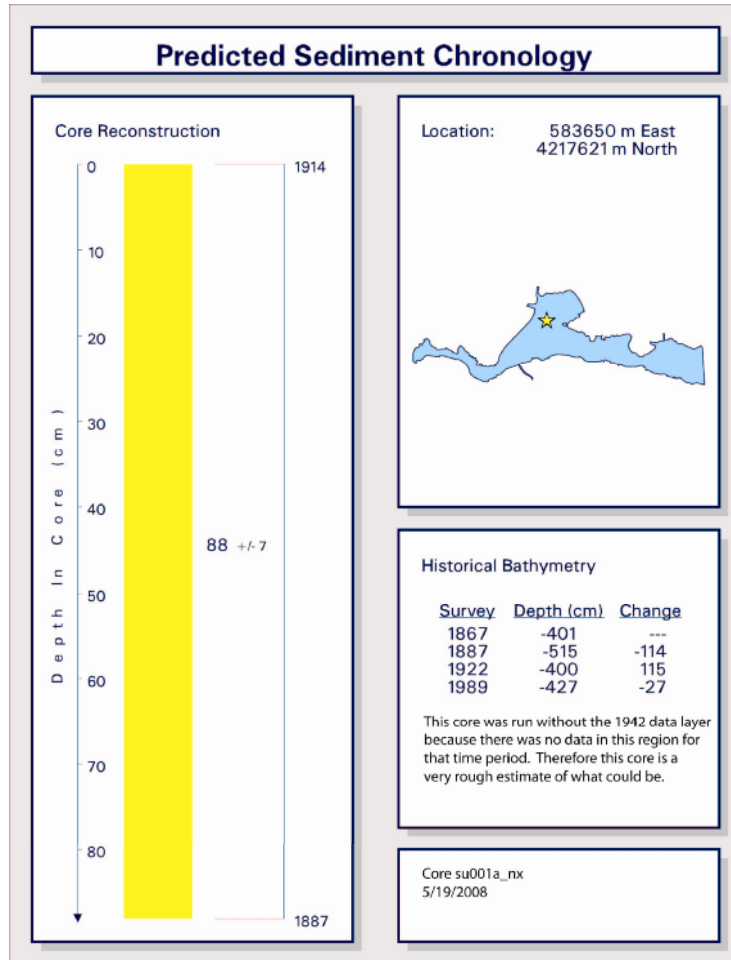 Predicted Sediment Chronology
Core Reconstruction
0
10
20
30
40
50
60
70
80
Depth In Core (cm)
1914
88 +/- 7
1887
Location: 583650 m East
4217621 m North
Historical Bathymetry
Survey Depth (cm) Change
1867 -401 ---
1887 -515 -114
1922 -400 115
1989 -427 -27
This core was run without the 1942 data layer
because there was no data in this region for
that time period. Therefore this core is a
very rough estimate of what could be.
Core su001a_nx
5/19/2008